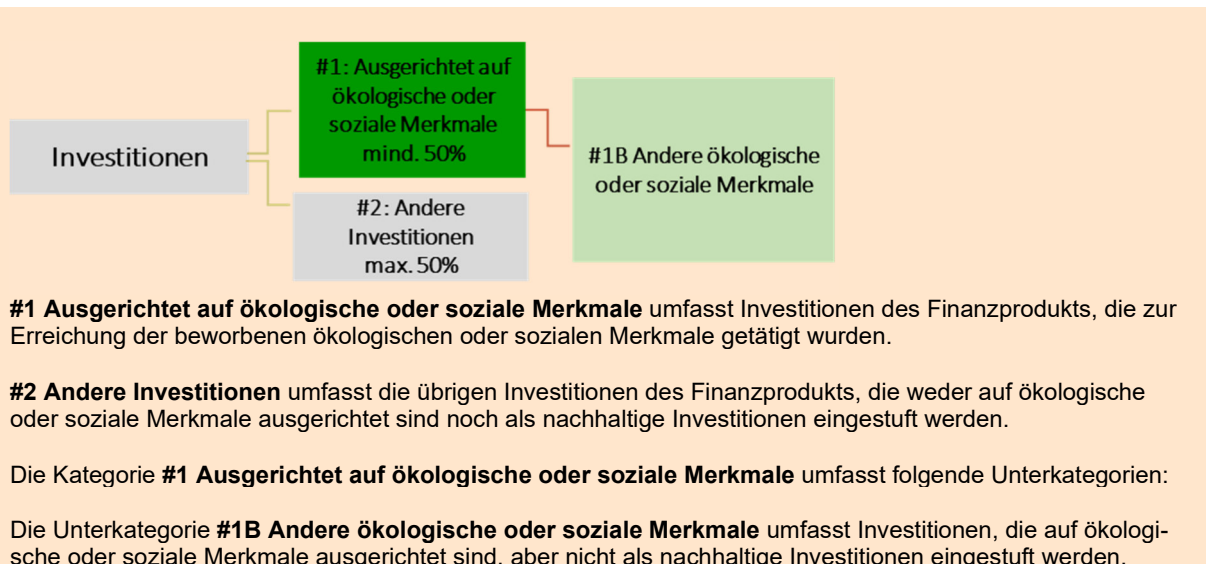 #1: Ausgerichtet auf
ökologische oder
soziale Merkmale
mind. 50%
Investitionen
#1B Andere ökologische
oder soziale Merkmale
#2: Andere
Investitionen
max. 50%
#1 Ausgerichtet auf ökologische oder soziale Merkmale umfasst Investitionen des Finanzprodukts, die zur
Erreichung der beworbenen ökologischen oder sozialen Merkmale getätigt wurden.
#2 Andere Investitionen umfasst die übrigen Investitionen des Finanzprodukts, die weder auf ökologische
oder soziale Merkmale ausgerichtet sind noch als nachhaltige Investitionen eingestuft werden.
Die Kategorie #1 Ausgerichtet auf ökologische oder soziale Merkmale umfasst folgende Unterkategorien:
Die Unterkategorie #1B Andere ökologische oder soziale Merkmale umfasst Investitionen, die auf ökologi-
sche oder soziale Merkmale ausgerichtet sind, aber nicht als nachhaltige Investitionen eingestuft werden.